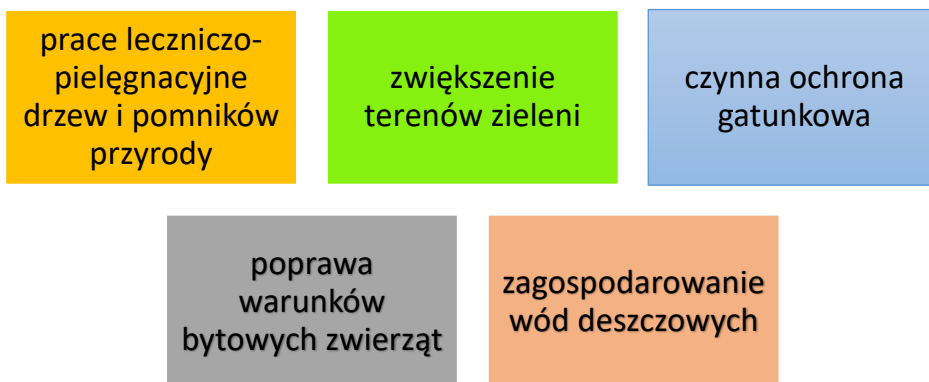 prace leczniczo-
pielęgnacyjne
drzew i pomników
przyrody
zwiększenie
terenów zieleni
czynna ochrona
gatunkowa
poprawa
warunków
bytowych zwierząt
zagospodarowanie
wód deszczowych